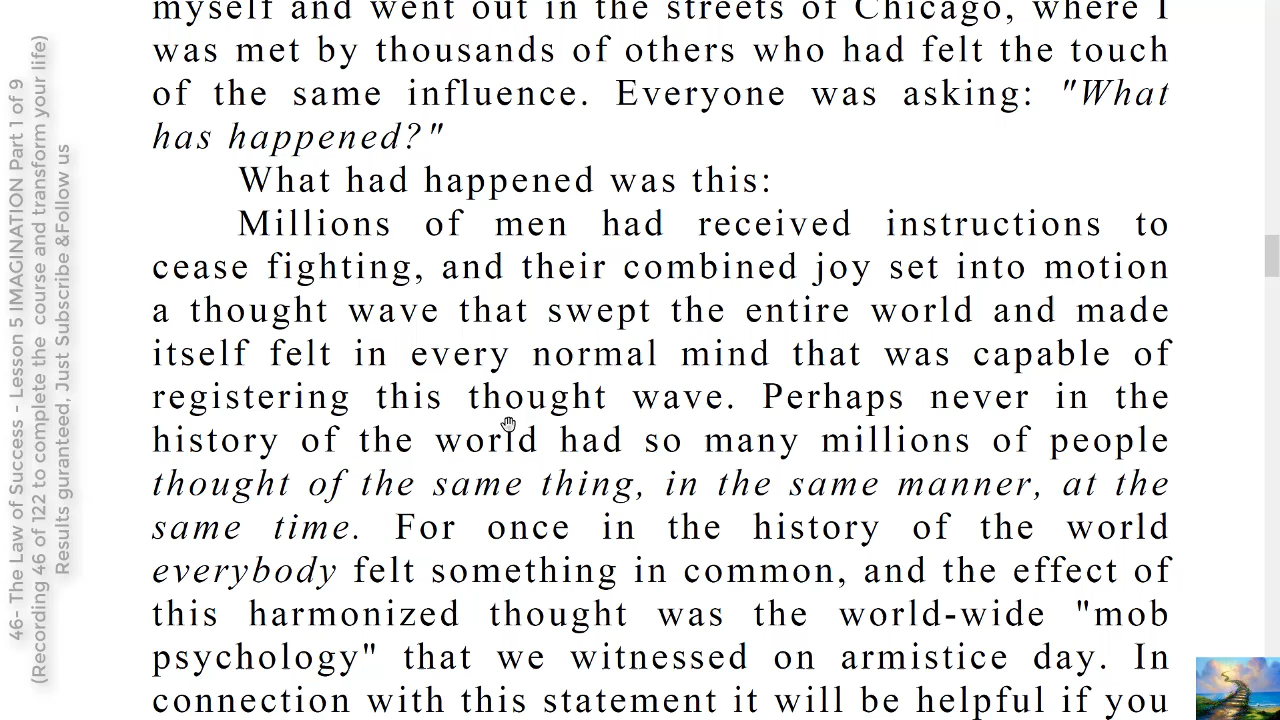 myself and went out in the streets of Chicago, where I
was met by thousands of others who had felt the touch
of the same influence. Everyone was asking: "What
has happened?"
What had happened was this:
Millions of men had received instructions to
cease fighting, and their combined joy set into motion
a thought wave that swept the entire world and made
itself felt in every normal mind that was capable of
registering this thought wave. Perhaps never in the
history of the world had so many millions of people
thought of the same thing, in the same manner, at the
same time. For once in the history of the world
everybody felt something in common, and the effect of
this harmonized thought was the world-wide "mob
psychology" that we witnessed on armistice day. In
connection with this statement it will be helpful if you
46- The Law of Success - Lesson 5 IMAGINATION Part 1 of 9
(Recording 46 of 122 to complete the course and transform your life)
Results guranteed, Just Subscribe &Follow us